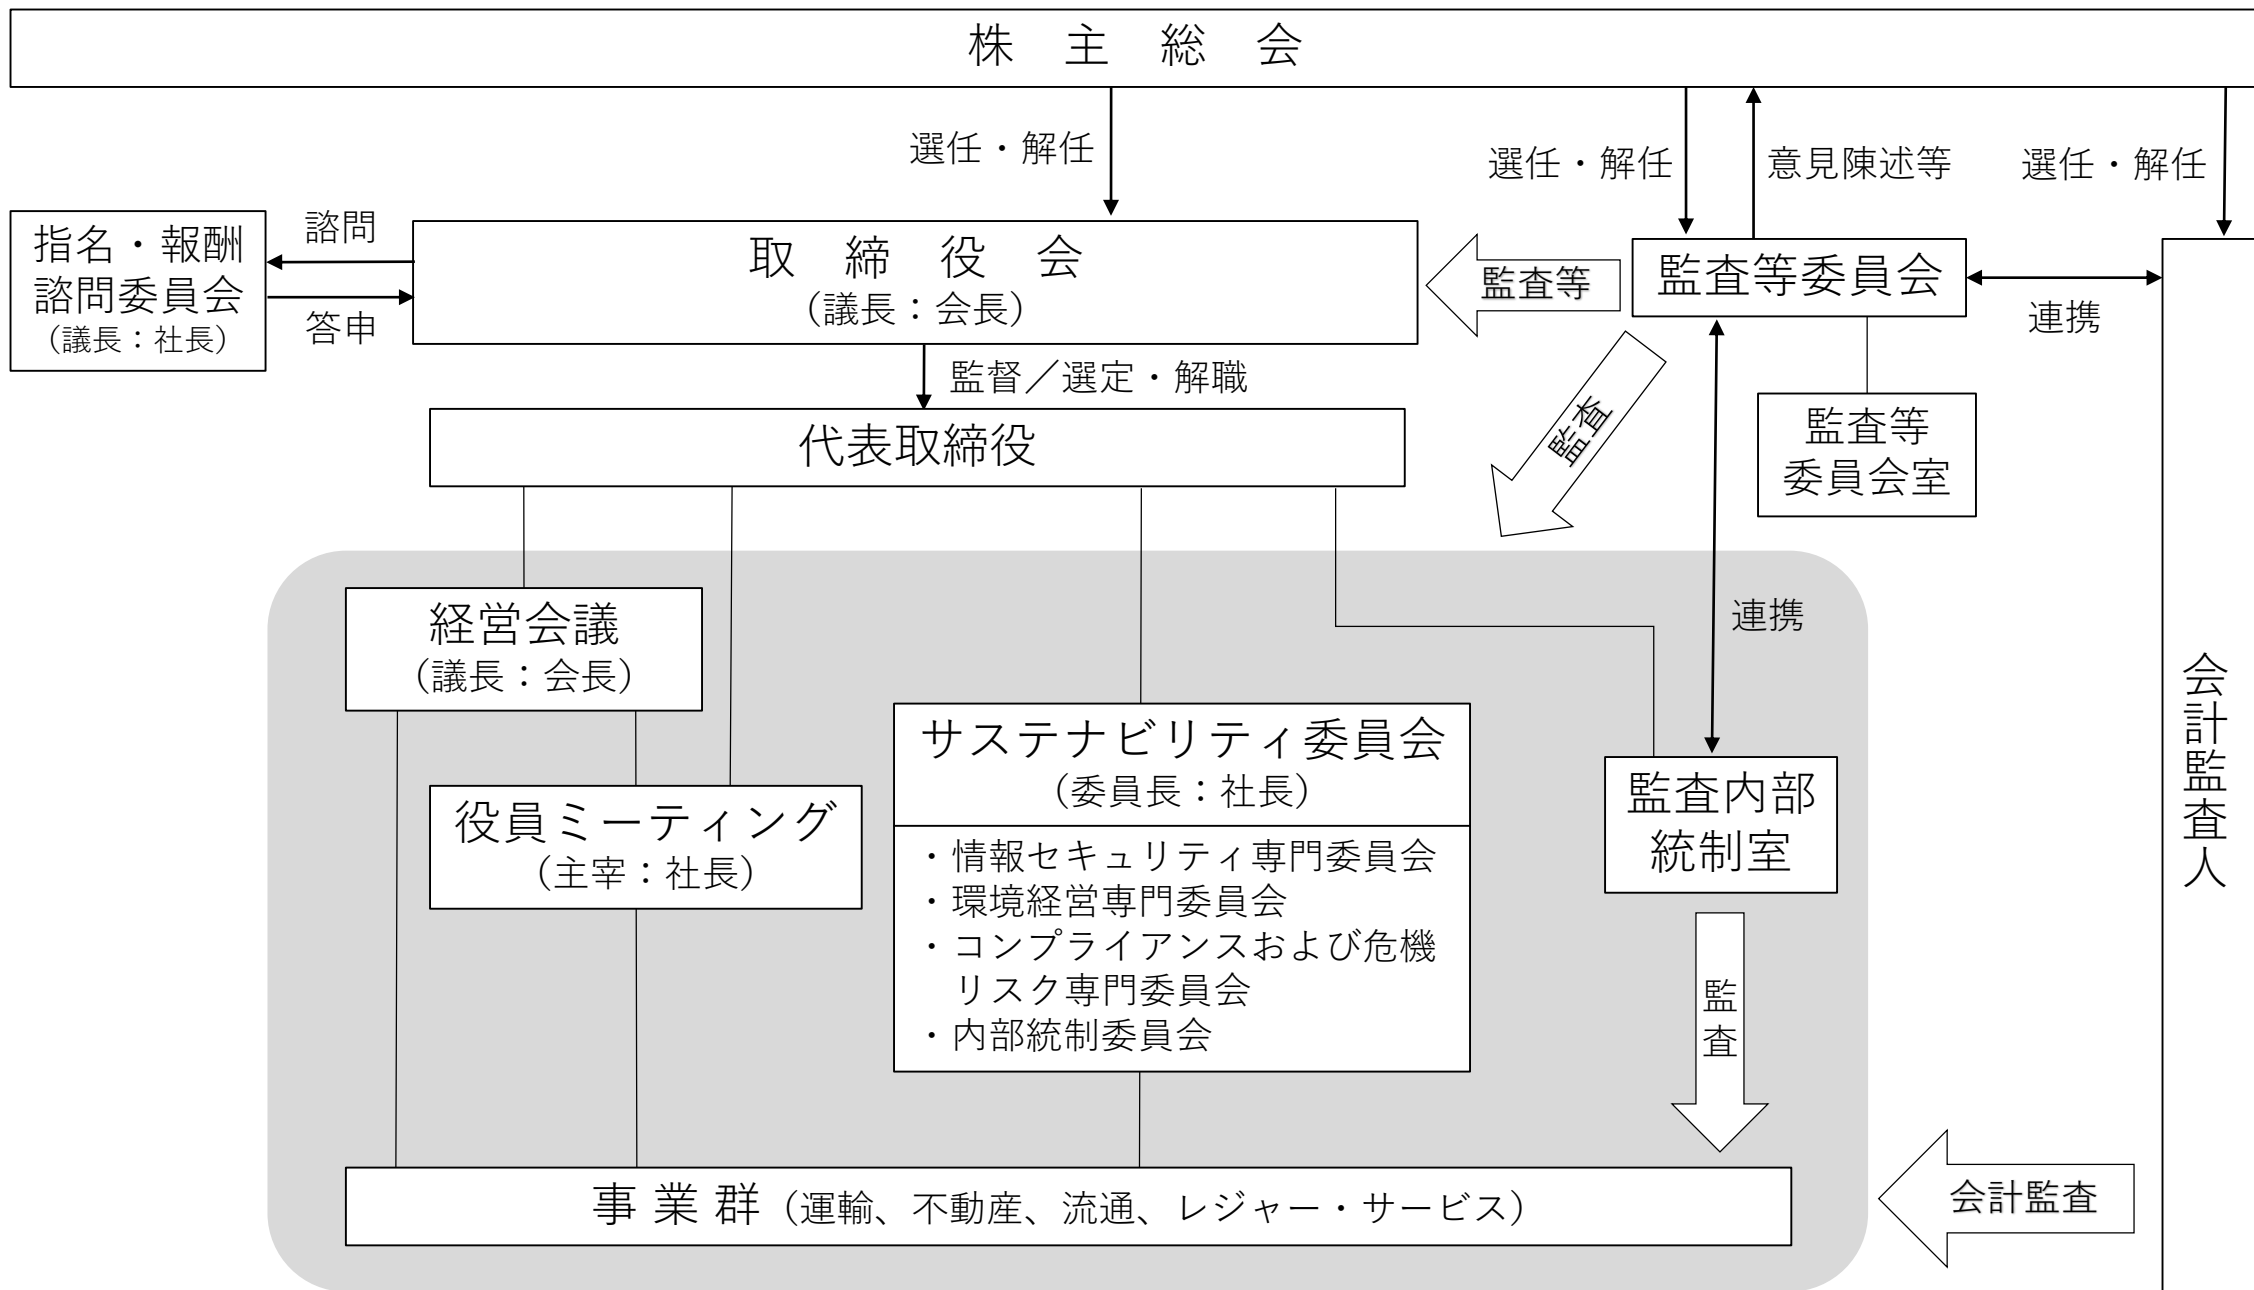 株　主　総　会
選任・解任
選任・解任
意見陳述等
選任・解任
指名・報酬
諮問委員会
（議長：社長）
諮問
答申
取　締　役　会
（議長：会長）
監査等
監査等委員会
連携
監督／選定・解職
代表取締役
監査
監査等
委員会室
経営会議
（議長：会長）
連携
役員ミーティング
（主宰：社長）
サステナビリティ委員会
（委員長：社長）
・情報セキュリティ専門委員会
・環境経営専門委員会
・コンプライアンスおよび危機
リスク専門委員会
・内部統制委員会
監査内部
統制室
監査
会計監査人
事 業 群（運輸、不動産、流通、レジャー・サービス）
会計監査